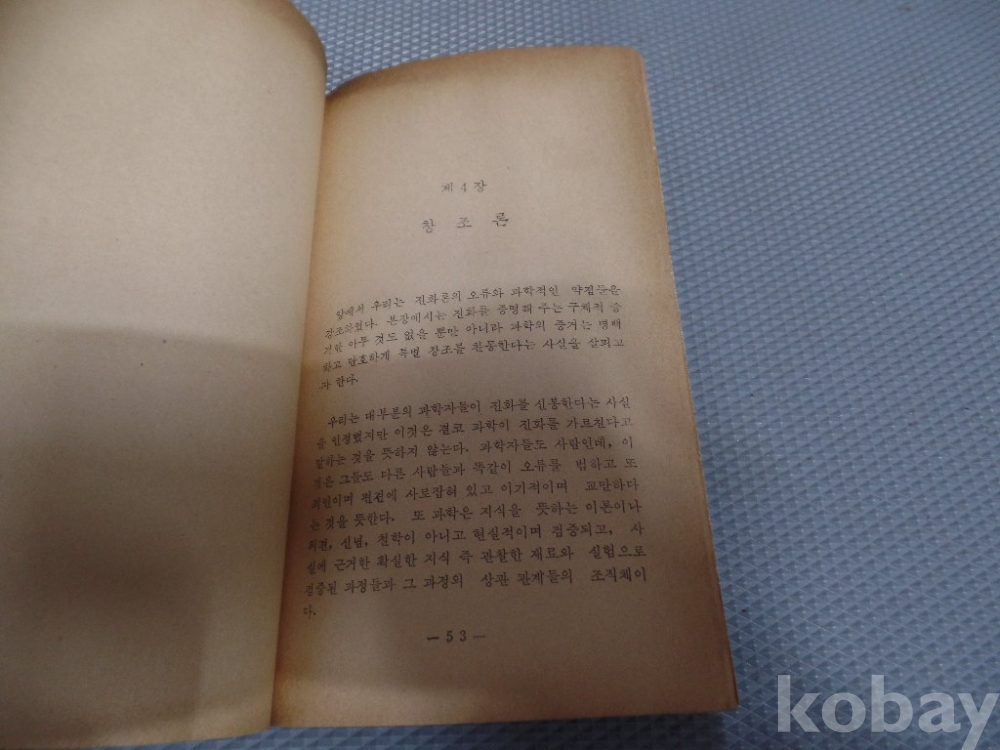 제 4 장
창 조 론
앞에서 우리는 진화론의 오류와 과학적인 약점들을
강조하였다. 본장에서는 진화를 증명해 주는 구체적 증
거란 아무 것도 없을 뿐만 아니라 과학의 증거는 명백
하고 단호하게 특별 창조를 원동한다는 사실을 살피고
자 한다.
우리는 대부분의 과학자들이 진화를 신봉한다는 사실
을 인정했지만 이것은 결코 과학이 진화를 가르친다고
말하는 것을 뜻하지 않는다. 과학자들도 사람인데, 이
것은 그들도 다른 사람들과 똑같이 오류를 범하고 또
죄인이며 편견에 사로잡혀 있고 이기적이며 교만하다
는 것을 뜻한다. 또 과학은 지식을 뜻하는 이론이나
의견, 신념, 철학이 아니고 현실적이며 검증되고, 사
실에 근거한 확실한 지식 즉 관찰한 재료와 실험으로
검증된 과정들과 그 과정의 상관 관계들의 조직체이
다.
— 5 3 —
kobay